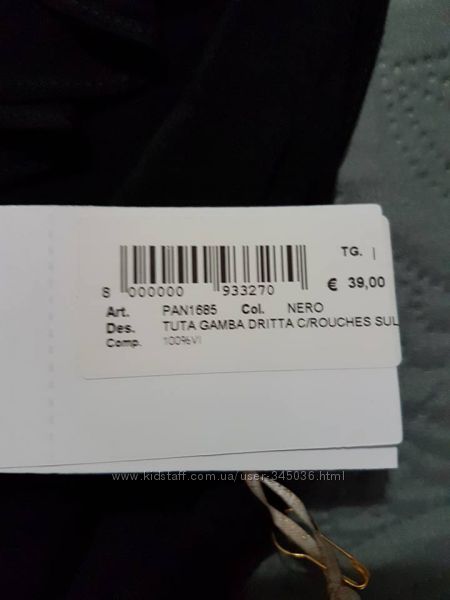 TG. |
8 000000 933270
€ 39,00
Art. PAN1685 Col. NERO
Des. TUTA GAMBA DRITTA C/ROUCHES SUL
Comp. 100%VI
www.kidstaff.com.ua/user-345036.html